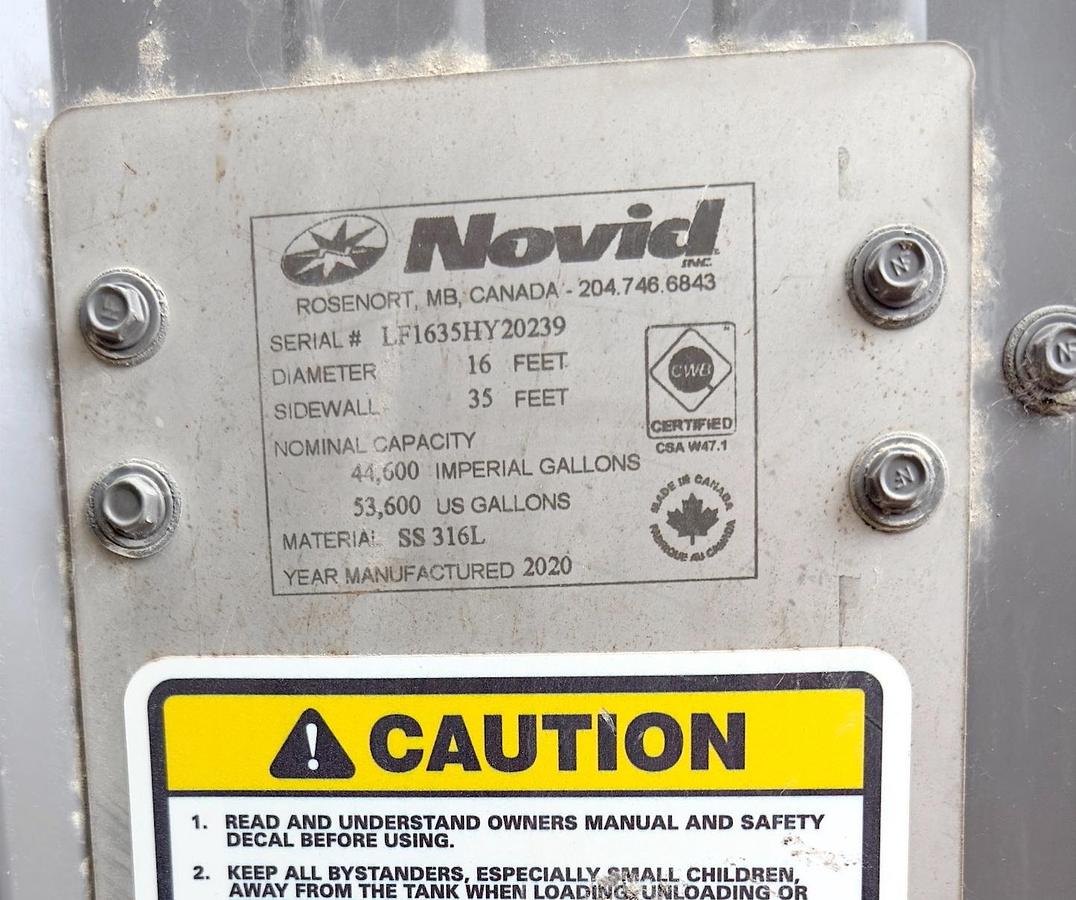 Novid
INC.
ROSENORT, MB, CANADA - 204.746.6843
SERIAL # LF1635HY20239
DIAMETER 16 FEET
SIDEWALL 35 FEET
NOMINAL CAPACITY
44,600 IMPERIAL GALLONS
53,600 US GALLONS
MATERIAL SS 316L
YEAR MANUFACTURED 2020
CWB
CERTIFIED
CSA W47.1
MADE IN CANADA
FABRIQUE AU CANADA
CAUTION
1. READ AND UNDERSTAND OWNERS MANUAL AND SAFETY
DECAL BEFORE USING.
2. KEEP ALL BYSTANDERS, ESPECIALLY SMALL CHILDREN,
AWAY FROM THE TANK WHEN LOADING, UNLOADING OR